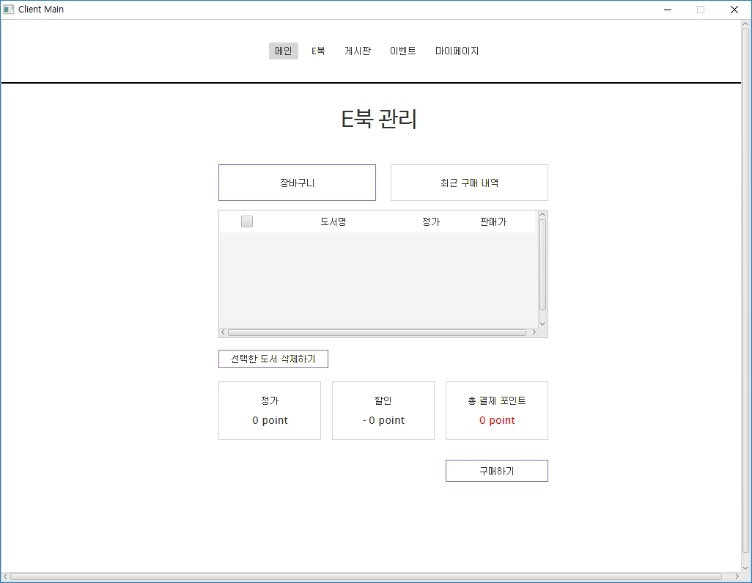 Client Main
메인 E북 게시판 이벤트 마이페이지
E북 관리
장바구니 최근 구매 내역
도서명 정가 판매가
선택한 도서 삭제하기
정가 할인 총 결제 포인트
0 point - 0 point 0 point
구매하기